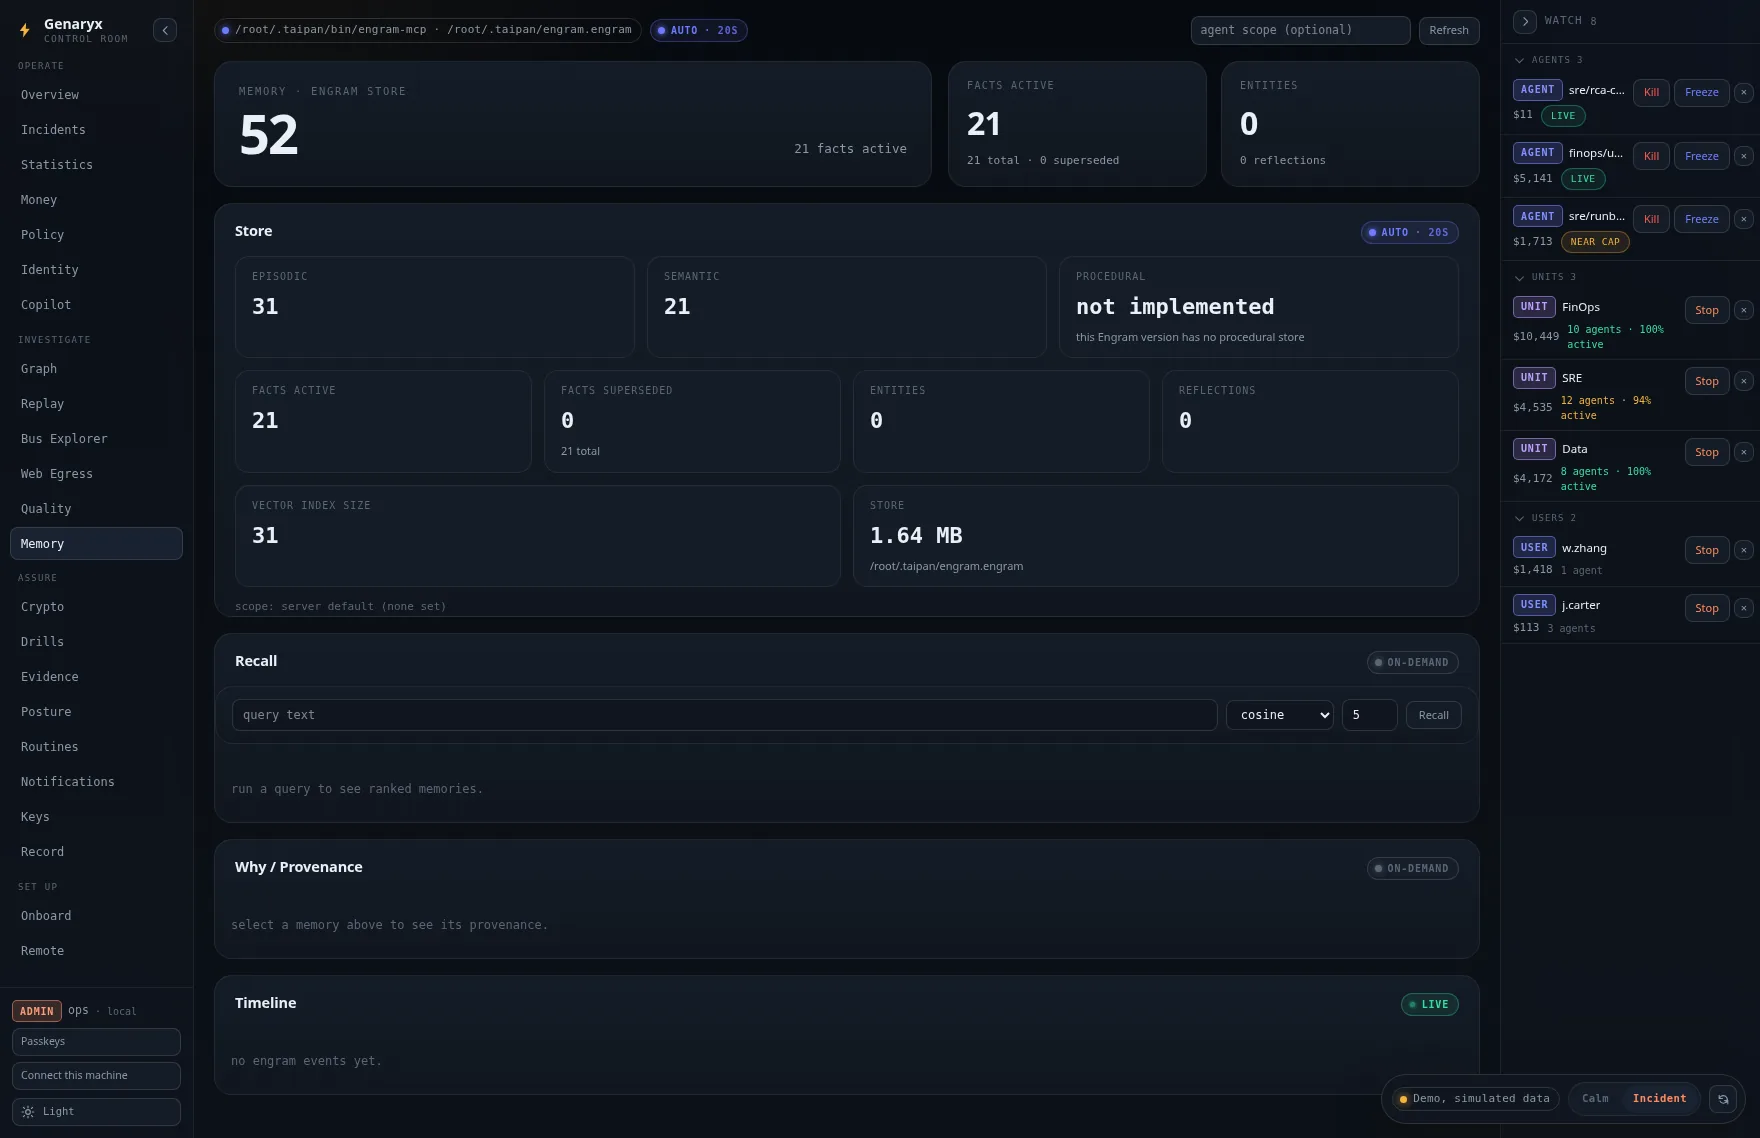 Genaryx
CONTROL ROOM
OPERATE
Overview
Incidents
Statistics
Money
Policy
Identity
Copilot
INVESTIGATE
Graph
Replay
Bus Explorer
Web Egress
Quality
Memory
ASSURE
Crypto
Drills
Evidence
Posture
Routines
Notifications
Keys
Record
SET UP
Onboard
Remote
ADMIN ops · local
Passkeys
Connect this machine
Light
/root/.taipan/bin/engram-mcp · /root/.taipan/engram.engram
AUTO · 20S
agent scope (optional)
Refresh
MEMORY · ENGRAM STORE
52
21 facts active
FACTS ACTIVE
21
21 total · 0 superseded
ENTITIES
0
0 reflections
Store
AUTO · 20S
EPISODIC
31
SEMANTIC
21
PROCEDURAL
not implemented
this Engram version has no procedural store
FACTS ACTIVE
21
FACTS SUPERSEDED
0
21 total
ENTITIES
0
REFLECTIONS
0
VECTOR INDEX SIZE
31
STORE
1.64 MB
/root/.taipan/engram.engram
scope: server default (none set)
Recall
ON-DEMAND
query text
cosine
5
Recall
run a query to see ranked memories.
Why / Provenance
ON-DEMAND
select a memory above to see its provenance.
Timeline
LIVE
no engram events yet.
WATCH 8
AGENTS 3
AGENT sre/rca-c... Kill Freeze ×
$11 LIVE
AGENT finops/u... Kill Freeze ×
$5,141 LIVE
AGENT sre/runb... Kill Freeze ×
$1,713 NEAR CAP
UNITS 3
UNIT FinOps Stop ×
$10,449 10 agents · 100% active
UNIT SRE Stop ×
$4,535 12 agents · 94% active
UNIT Data Stop ×
$4,172 8 agents · 100% active
USERS 2
USER w.zhang Stop ×
$1,418 1 agent
USER j.carter Stop ×
$113 3 agents
Demo, simulated data
Calm
Incident